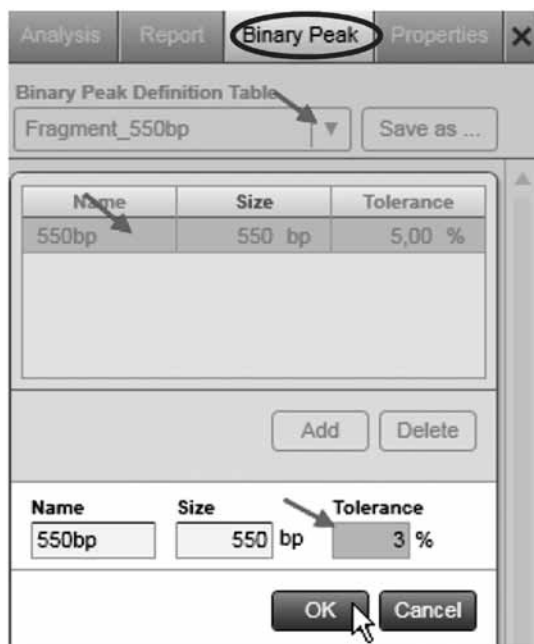 Analysis Report Binary Peak Properties X
Binary Peak Definition Table
Fragment_550bp ▼ Save as ...
Name Size Tolerance
550bp 550 bp 5,00 %
Add Delete
Name Size Tolerance
550bp 550 bp 3 %
OK Cancel